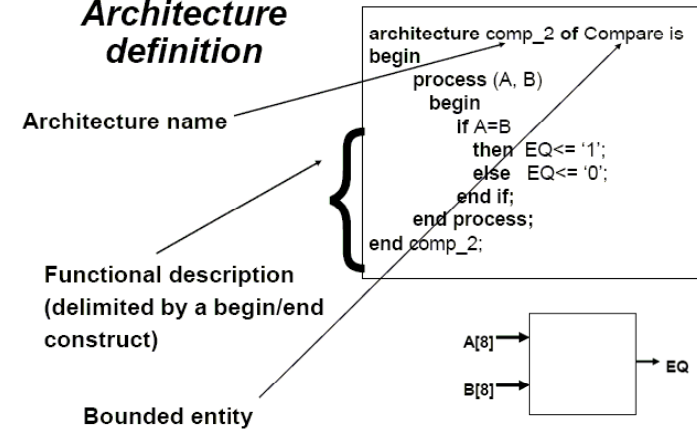 Architecture
definition
architecture comp_2 of Compare is
begin
process (A, B)
begin
if A=B
then EQ<= ‘1’;
else EQ<= ‘0’;
end if;
end process;
end comp_2;
Architecture name
Functional description
(delimited by a begin/end
construct)
Bounded entity
A[8]
B[8]
EQ